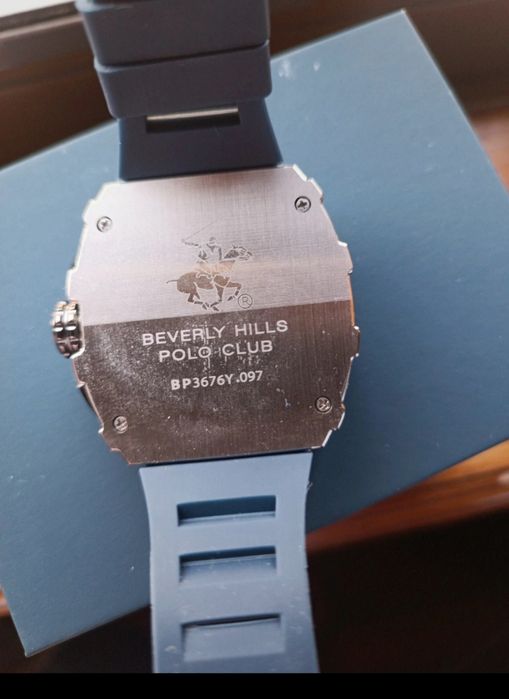 ®
BEVERLY HILLS
POLO CLUB
BP3676Y.097